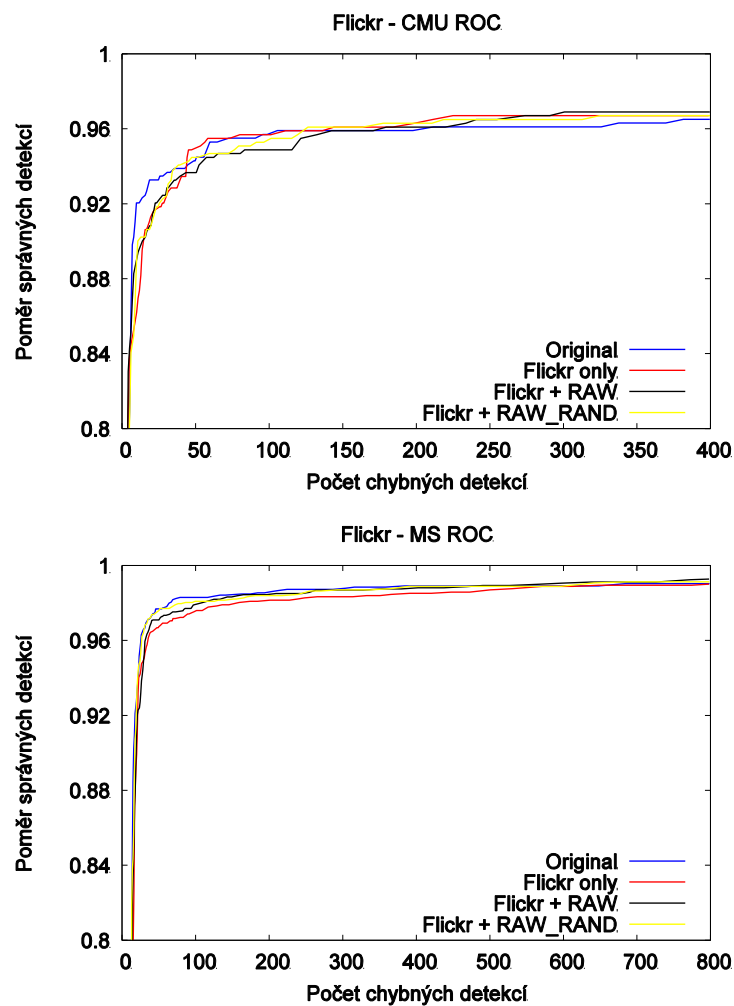 Flickr - CMU ROC
1
0.96
0.92
0.88
0.84
0.8
Poměr správných detekcí
Original
Flickr only
Flickr + RAW
Flickr + RAW_RAND
0 50 100 150 200 250 300 350 400
Počet chybných detekcí
Flickr - MS ROC
1
0.96
0.92
0.88
0.84
0.8
Poměr správných detekcí
Original
Flickr only
Flickr + RAW
Flickr + RAW_RAND
0 100 200 300 400 500 600 700 800
Počet chybných detekcí